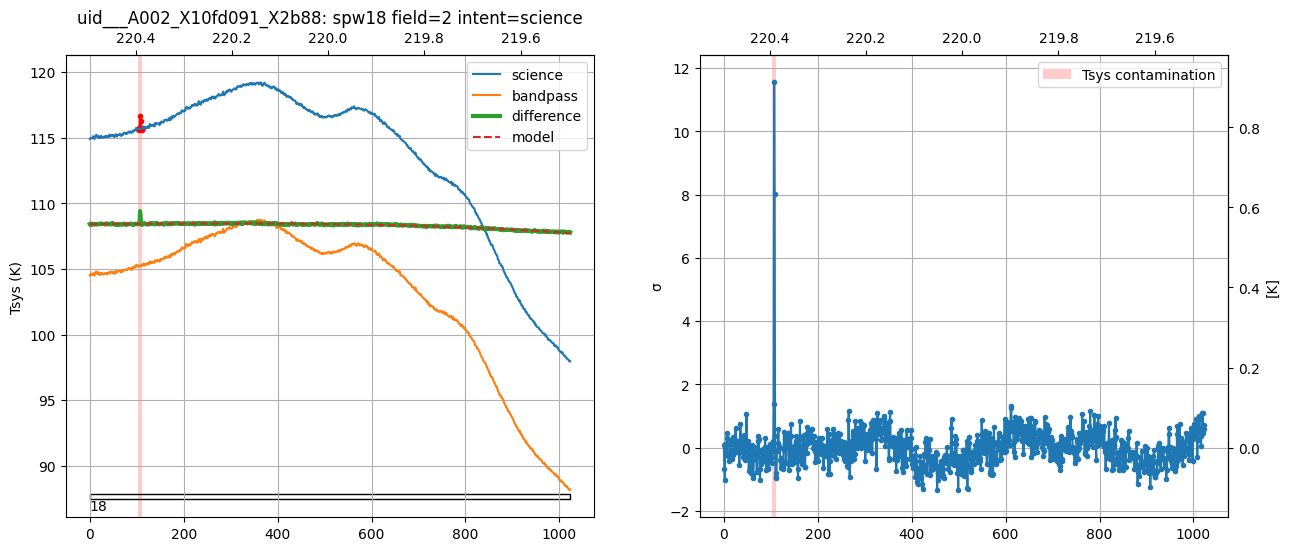 uid___A002_X10fd091_X2b88: spw18 field=2 intent=science
220.4 220.2 220.0 219.8 219.6
120
115
110
105
100
95
90
Tsys (K)
science
bandpass
difference
model
18
0 200 400 600 800 1000
220.4 220.2 220.0 219.8 219.6
12
10
8
6
4
2
0
−2
σ
Tsys contamination
0.8
0.6
0.4
0.2
0.0
[K]
0 200 400 600 800 1000